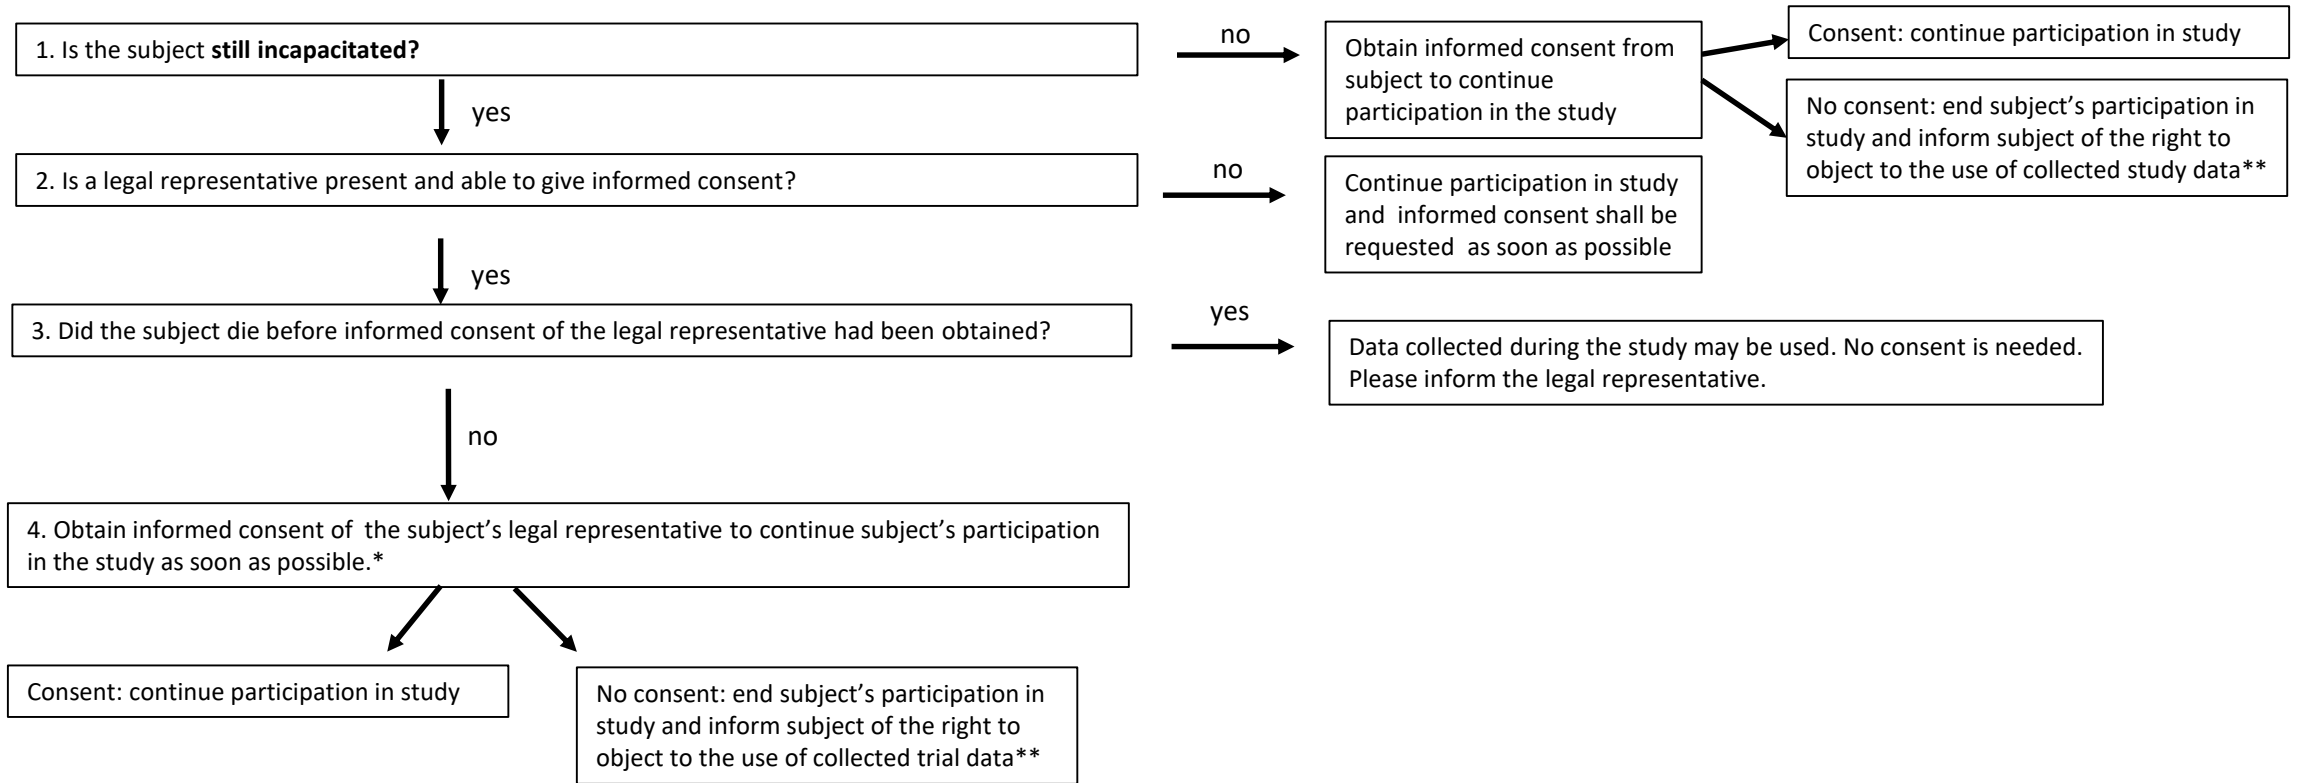 1. Is the subject still incapacitated?
no
Obtain informed consent from
subject to continue
participation in the study
Consent: continue participation in study
No consent: end subject's participation in
study and inform subject of the right to
object to the use of collected study data**
yes
2. Is a legal representative present and able to give informed consent?
no
Continue participation in study
and informed consent shall be
requested as soon as possible
yes
3. Did the subject die before informed consent of the legal representative had been obtained?
yes
Data collected during the study may be used. No consent is needed.
Please inform the legal representative.
no
4. Obtain informed consent of the subject's legal representative to continue subject's participation
in the study as soon as possible.*
Consent: continue participation in study
No consent: end subject's participation in
study and inform subject of the right to
object to the use of collected trial data**